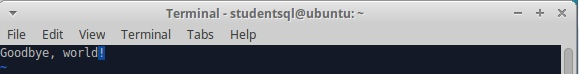 Terminal - studentsql@ubuntu: ~
File Edit View Terminal Tabs Help
Goodbye, world!
~